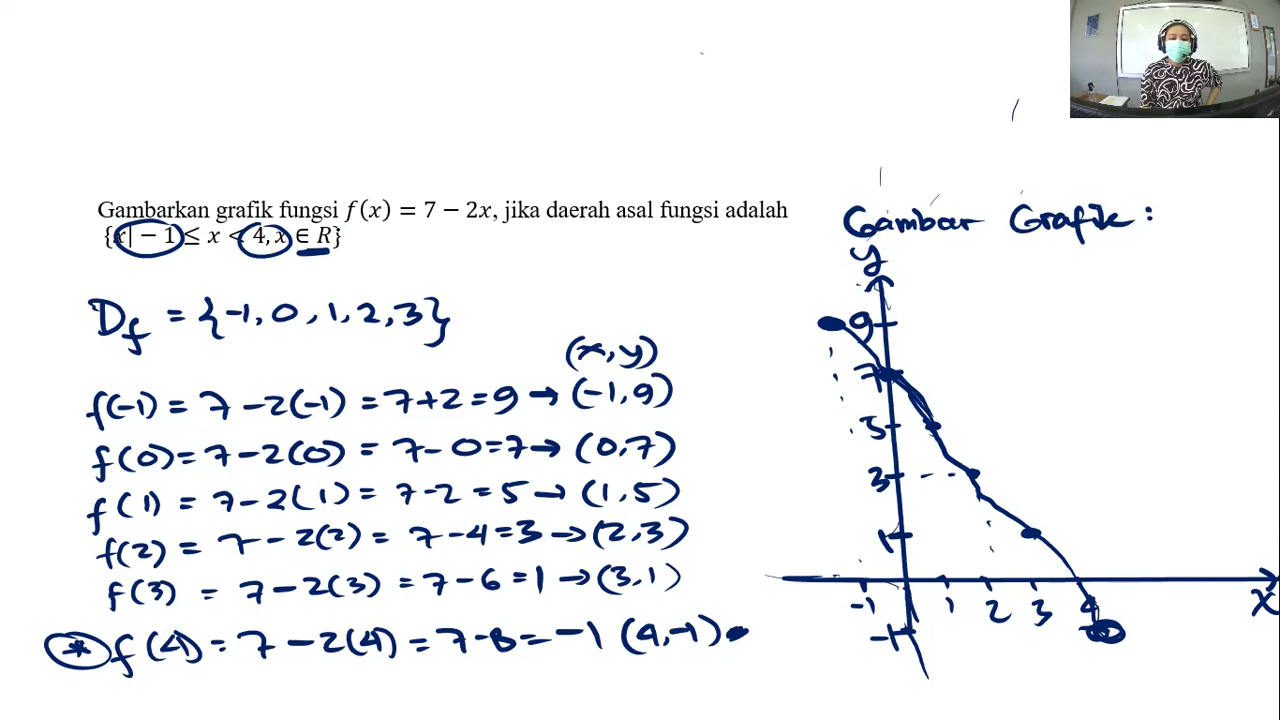 Gambarkan grafik fungsi f(x) = 7 − 2x, jika daerah asal fungsi adalah
{x| − 1 ≤ x < 4, x ∈ R}
D_f = {-1, 0, 1, 2, 3}
(x, y)
f(-1) = 7 - 2(-1) = 7+2 = 9 → (-1, 9)
f(0) = 7 - 2(0) = 7 - 0 = 7 → (0, 7)
f(1) = 7 - 2(1) = 7 - 2 = 5 → (1, 5)
f(2) = 7 - 2(2) = 7 - 4 = 3 → (2, 3)
f(3) = 7 - 2(3) = 7 - 6 = 1 → (3, 1)
* f(4) = 7 - 2(4) = 7 - 8 = -1 (4, -1) •
Gambar Grafik :
y
9
7
5
3
1
-1 1 2 3 4 x
-1